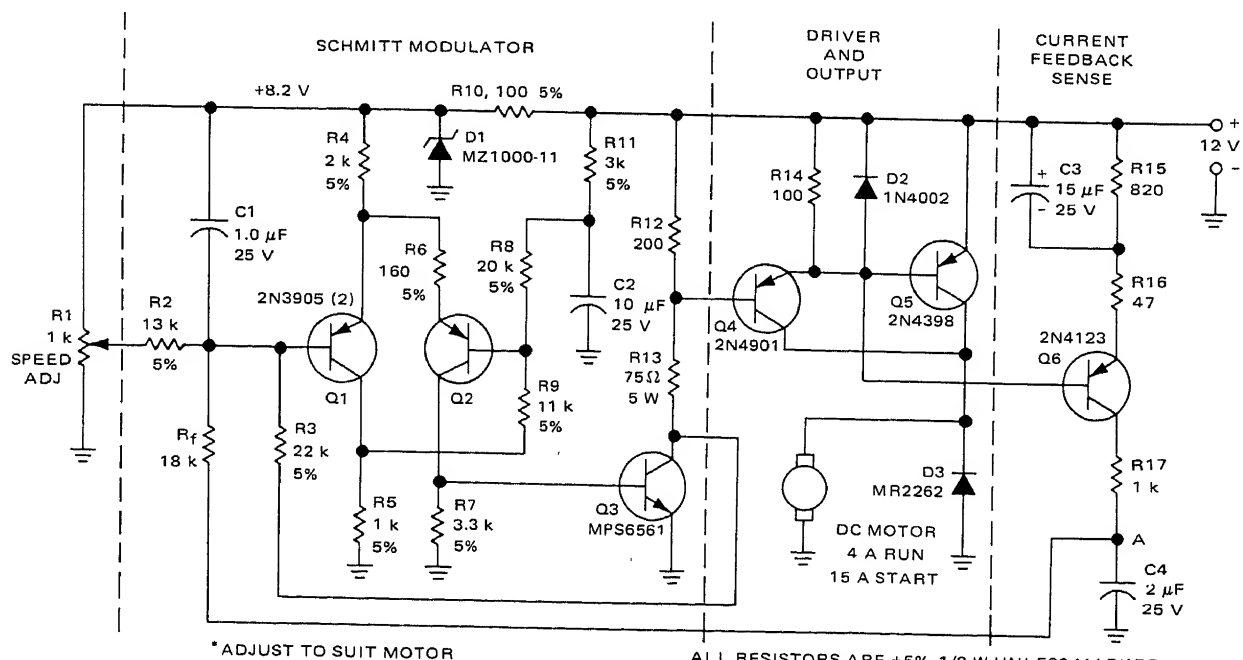 SCHMITT MODULATOR
DRIVER
AND
OUTPUT
CURRENT
FEEDBACK
SENSE
+8.2 V
R10, 100 5%
R4
2 k
5%
D1
MZ1000-11
R11
3k
5%
C1
1.0 μF
25 V
R6
160
5%
R8
20 k
5%
C2
10 μF
25 V
R12
200
R14
100
D2
1N4002
C3
+
15 μF
−
25 V
R15
820
+
12 V
-
R1
1 k
SPEED
ADJ
R2
13 k
5%
2N3905 (2)
Q1
Q2
R9
11 k
5%
R13
75Ω
5 W
Q4
2N4901
Q5
2N4398
R16
47
2N4123
Q6
Rf
18 k
R3
22 k
5%
R5
1 k
5%
R7
3.3 k
5%
Q3
MPS6561
D3
MR2262
DC MOTOR
4 A RUN
15 A START
R17
1 k
A
C4
2 μF
25 V
*ADJUST TO SUIT MOTOR